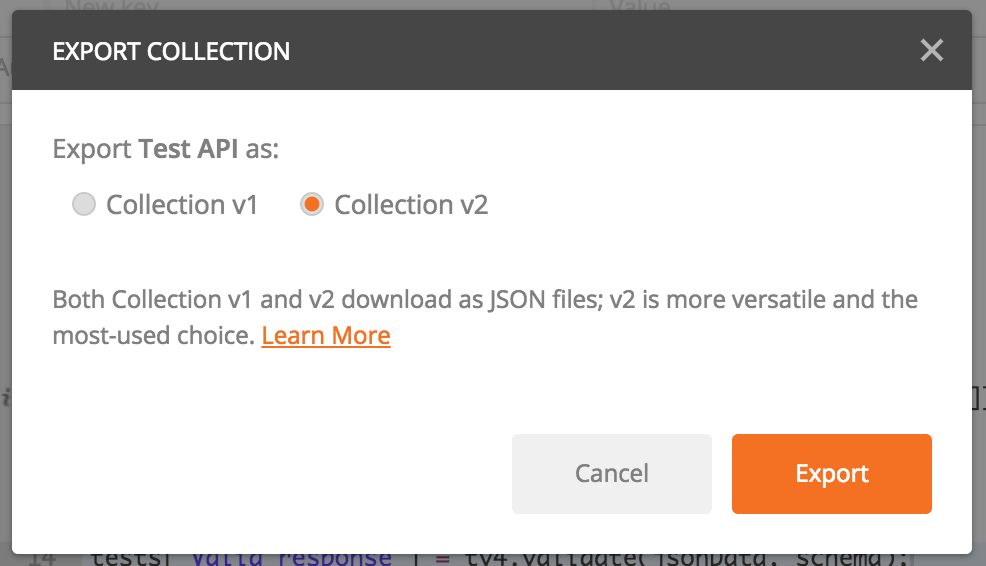 New key Value
EXPORT COLLECTION
Export Test API as:
Collection v1 Collection v2
Both Collection v1 and v2 download as JSON files; v2 is more versatile and the
most-used choice. Learn More
Cancel Export
14 tests["Valid response"] = tv4.validate(jsonData, schema);